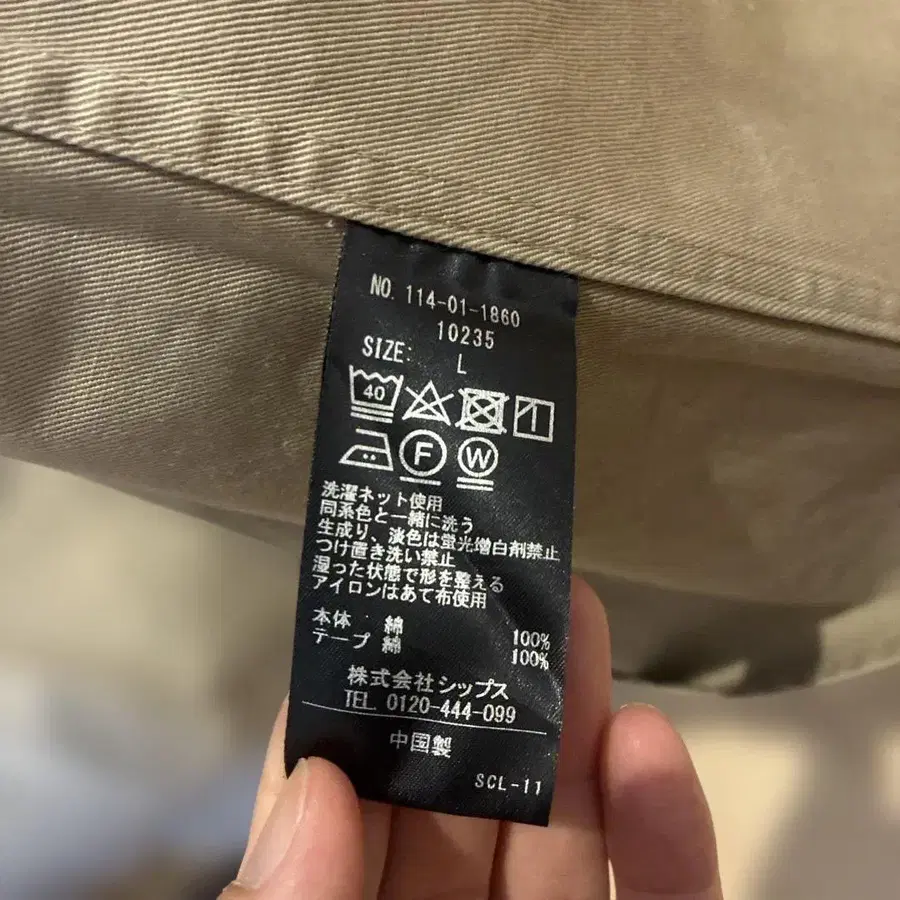 NO. 114-01-1860
10235
SIZE: L
40
F W
洗濯ネット使用
同系色と一緒に洗う
生成り、淡色は蛍光増白剤禁止
つけ置き洗い禁止
湿った状態で形を整える
アイロンはあて布使用
本体 綿 100%
テープ 綿 100%
株式会社シップス
TEL 0120-444-099
中国製
SCL-11